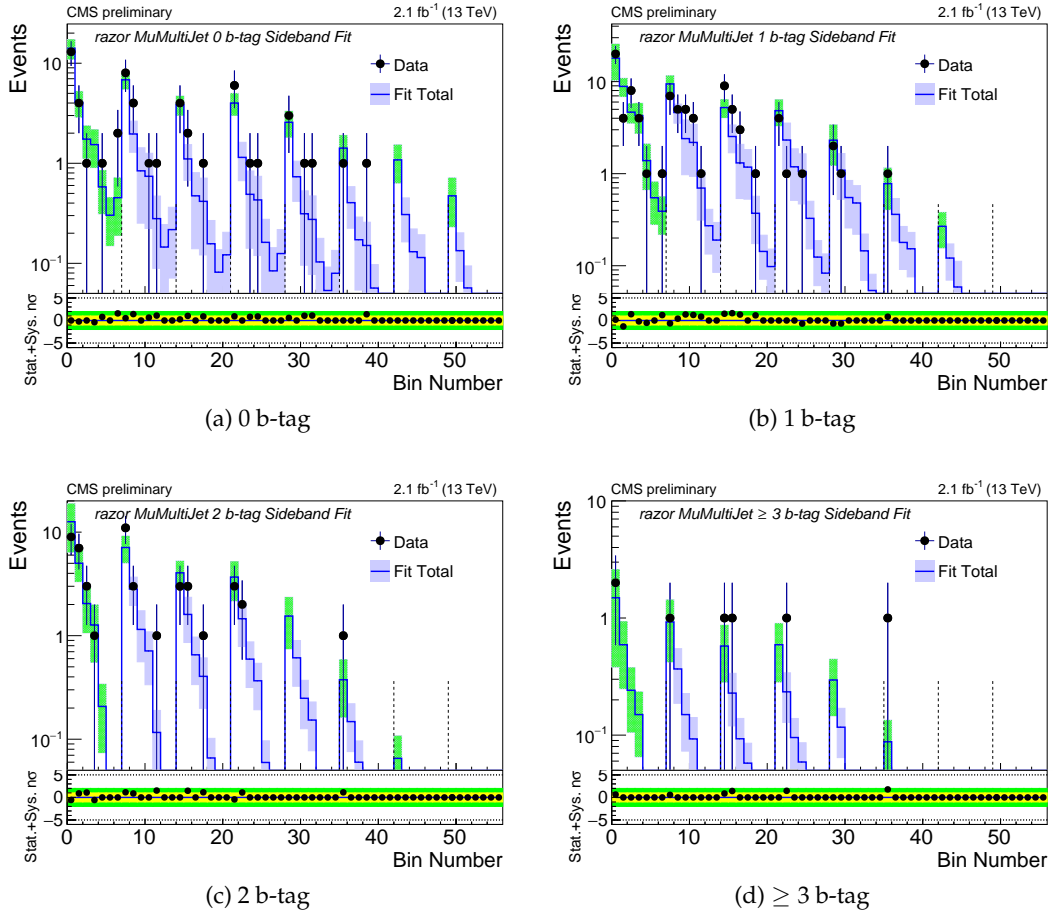 CMS preliminary 2.1 fb⁻¹ (13 TeV)
razor MuMultiJet 0 b-tag Sideband Fit
Events
Data
Fit Total
10
1
10⁻¹
Stat.+Sys. nσ
5
0
−5
0 10 20 30 40 50
Bin Number
(a) 0 b-tag
CMS preliminary 2.1 fb⁻¹ (13 TeV)
razor MuMultiJet 1 b-tag Sideband Fit
Events
Data
Fit Total
10
1
10⁻¹
Stat.+Sys. nσ
5
0
−5
0 10 20 30 40 50
Bin Number
(b) 1 b-tag
CMS preliminary 2.1 fb⁻¹ (13 TeV)
razor MuMultiJet 2 b-tag Sideband Fit
Events
Data
Fit Total
10
1
10⁻¹
Stat.+Sys. nσ
5
0
−5
0 10 20 30 40 50
Bin Number
(c) 2 b-tag
CMS preliminary 2.1 fb⁻¹ (13 TeV)
razor MuMultiJet ≥ 3 b-tag Sideband Fit
Events
Data
Fit Total
10
1
10⁻¹
Stat.+Sys. nσ
5
0
−5
0 10 20 30 40 50
Bin Number
(d) ≥ 3 b-tag